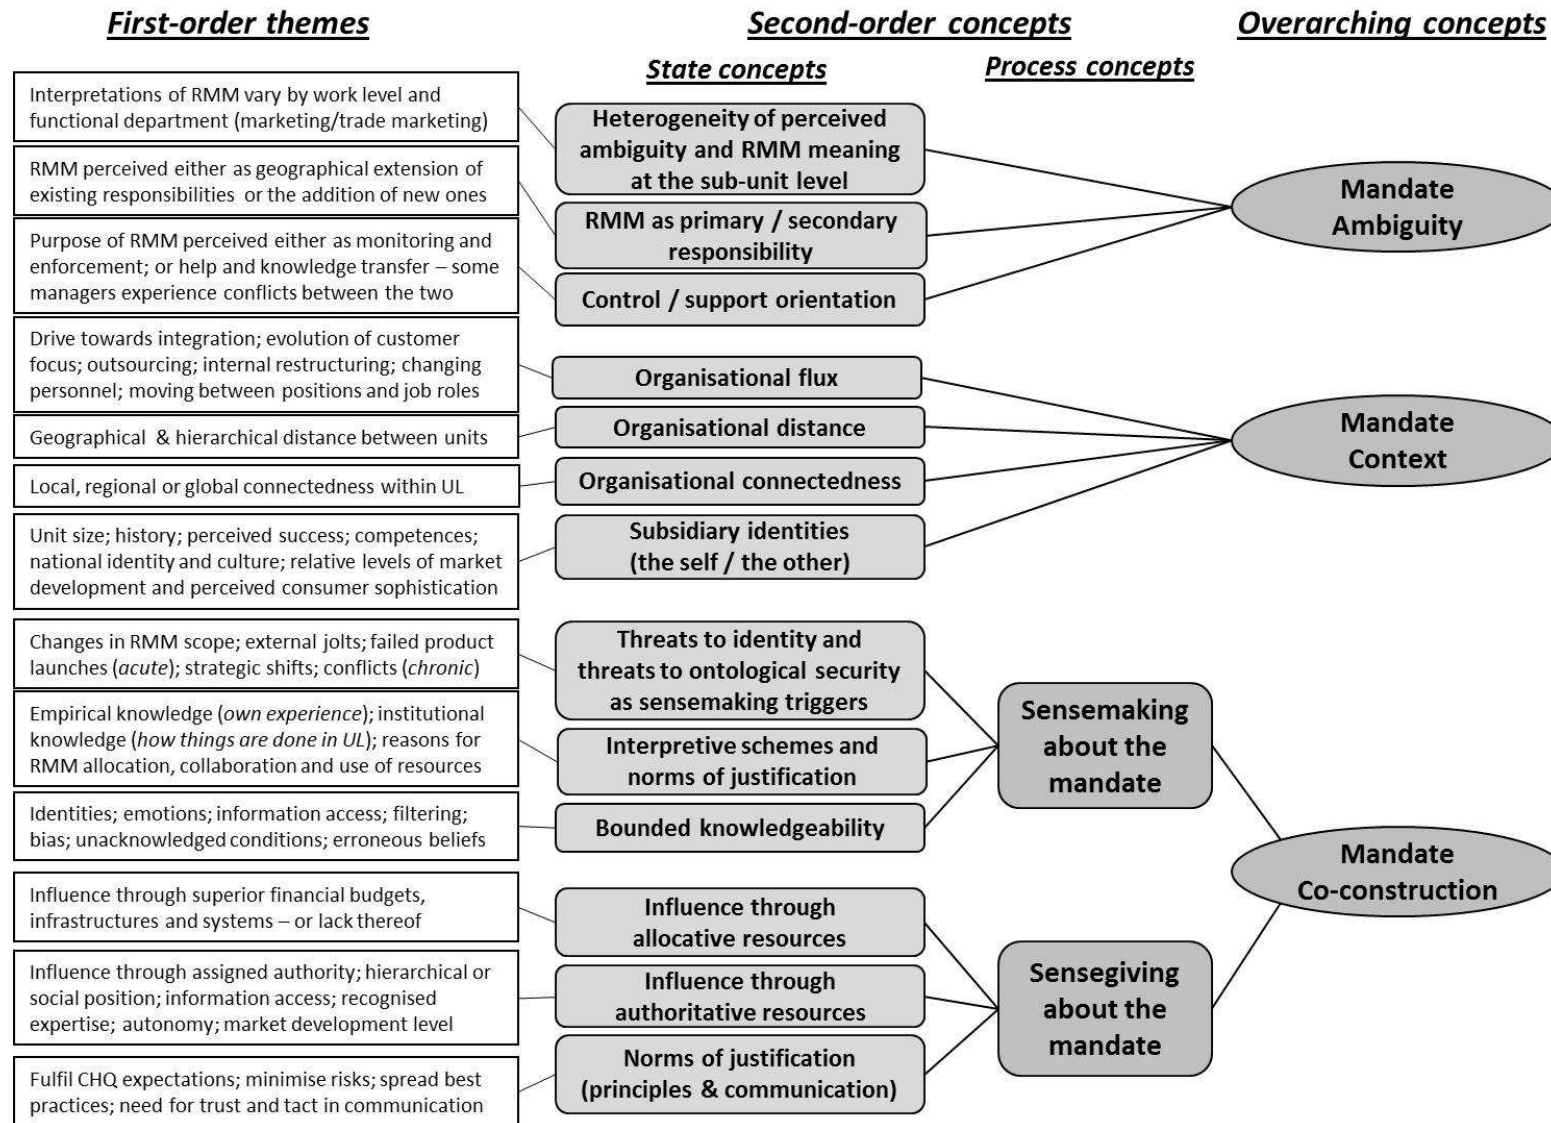 First-order themes
Second-order concepts
Overarching concepts
State concepts
Process concepts
Interpretations of RMM vary by work level and
functional department (marketing/trade marketing)
RMM perceived either as geographical extension of
existing responsibilities or the addition of new ones
Purpose of RMM perceived either as monitoring and
enforcement; or help and knowledge transfer – some
managers experience conflicts between the two
Drive towards integration; evolution of customer
focus; outsourcing; internal restructuring; changing
personnel; moving between positions and job roles
Geographical & hierarchical distance between units
Local, regional or global connectedness within UL
Unit size; history; perceived success; competences;
national identity and culture; relative levels of market
development and perceived consumer sophistication
Changes in RMM scope; external jolts; failed product
launches (acute); strategic shifts; conflicts (chronic)
Empirical knowledge (own experience); institutional
knowledge (how things are done in UL); reasons for
RMM allocation, collaboration and use of resources
Identities; emotions; information access; filtering;
bias; unacknowledged conditions; erroneous beliefs
Influence through superior financial budgets,
infrastructures and systems – or lack thereof
Influence through assigned authority; hierarchical or
social position; information access; recognised
expertise; autonomy; market development level
Fulfil CHQ expectations; minimise risks; spread best
practices; need for trust and tact in communication
Heterogeneity of perceived
ambiguity and RMM meaning
at the sub-unit level
RMM as primary / secondary
responsibility
Control / support orientation
Organisational flux
Organisational distance
Organisational connectedness
Subsidiary identities
(the self / the other)
Threats to identity and
threats to ontological security
as sensemaking triggers
Interpretive schemes and
norms of justification
Bounded knowledgeability
Influence through
allocative resources
Influence through
authoritative resources
Norms of justification
(principles & communication)
Sensemaking
about the
mandate
Sensegiving
about the
mandate
Mandate
Ambiguity
Mandate
Context
Mandate
Co-construction